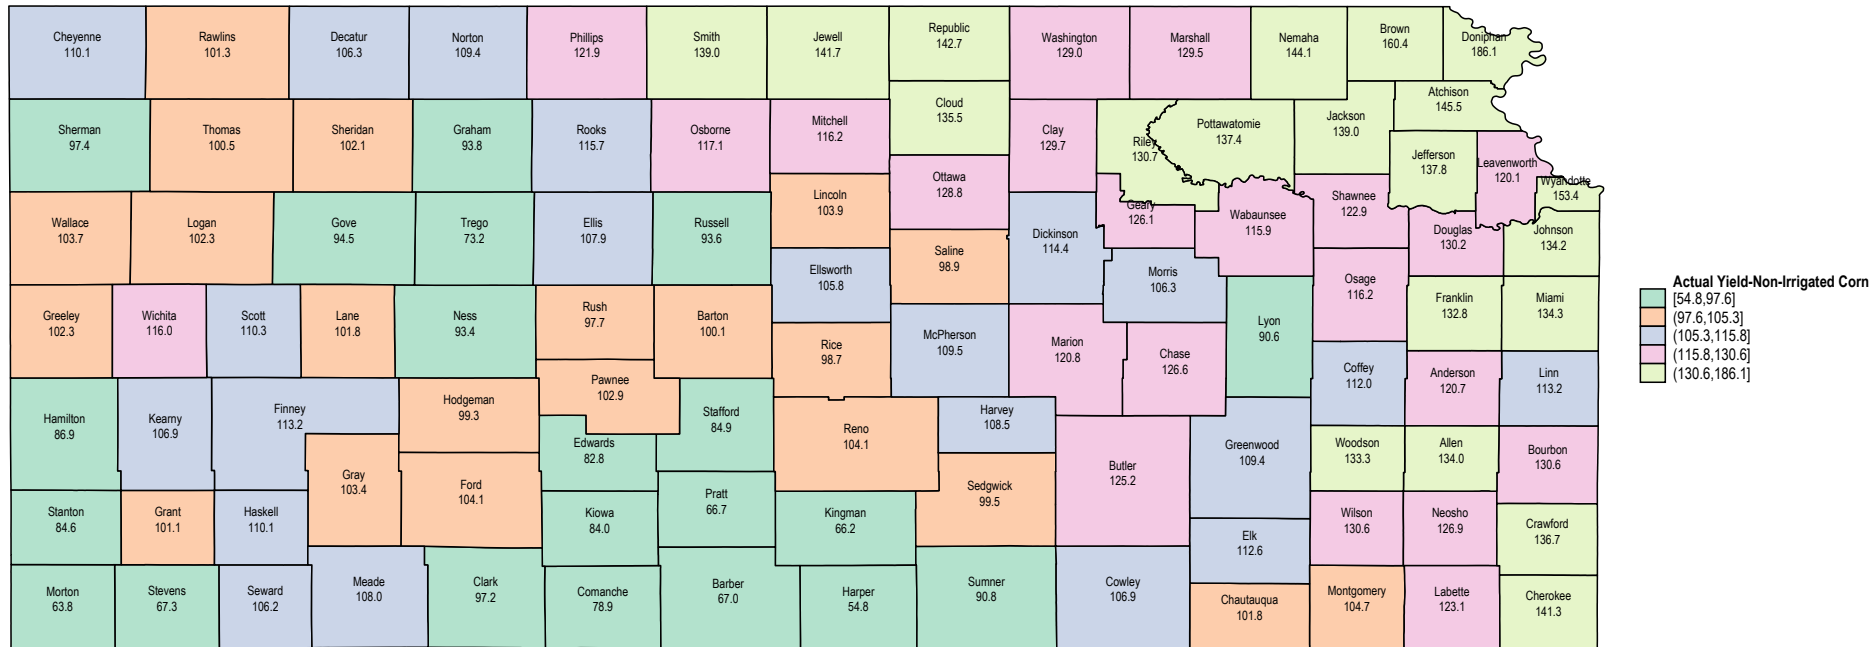 Cheyenne
110.1
Rawlins
101.3
Decatur
106.3
Norton
109.4
Phillips
121.9
Smith
139.0
Jewell
141.7
Republic
142.7
Washington
129.0
Marshall
129.5
Nemaha
144.1
Brown
160.4
Doniphan
186.1
Sherman
97.4
Thomas
100.5
Sheridan
102.1
Graham
93.8
Rooks
115.7
Osborne
117.1
Mitchell
116.2
Cloud
135.5
Clay
129.7
Riley
130.7
Pottawatomie
137.4
Jackson
139.0
Atchison
145.5
Jefferson
137.8
Leavenworth
120.1
Wyandotte
153.4
Wallace
103.7
Logan
102.3
Gove
94.5
Trego
73.2
Ellis
107.9
Russell
93.6
Lincoln
103.9
Ottawa
128.8
Saline
98.9
Dickinson
114.4
Geary
126.1
Wabaunsee
115.9
Shawnee
122.9
Douglas
130.2
Johnson
134.2
Ellsworth
105.8
Morris
106.3
Osage
116.2
Franklin
132.8
Miami
134.3
Greeley
102.3
Wichita
116.0
Scott
110.3
Lane
101.8
Ness
93.4
Rush
97.7
Barton
100.1
Rice
98.7
McPherson
109.5
Marion
120.8
Chase
126.6
Lyon
90.6
Coffey
112.0
Anderson
120.7
Linn
113.2
Hamilton
86.9
Kearny
106.9
Finney
113.2
Hodgeman
99.3
Pawnee
102.9
Stafford
84.9
Edwards
82.8
Reno
104.1
Harvey
108.5
Butler
125.2
Greenwood
109.4
Woodson
133.3
Allen
134.0
Bourbon
130.6
Gray
103.4
Ford
104.1
Pratt
66.7
Sedgwick
99.5
Stanton
84.6
Grant
101.1
Haskell
110.1
Kiowa
84.0
Kingman
66.2
Elk
112.6
Wilson
130.6
Neosho
126.9
Crawford
136.7
Morton
63.8
Stevens
67.3
Seward
106.2
Meade
108.0
Clark
97.2
Comanche
78.9
Barber
67.0
Harper
54.8
Sumner
90.8
Cowley
106.9
Chautauqua
101.8
Montgomery
104.7
Labette
123.1
Cherokee
141.3
Actual Yield-Non-Irrigated Corn
[54.8,97.6]
(97.6,105.3]
(105.3,115.8]
(115.8,130.6]
(130.6,186.1]